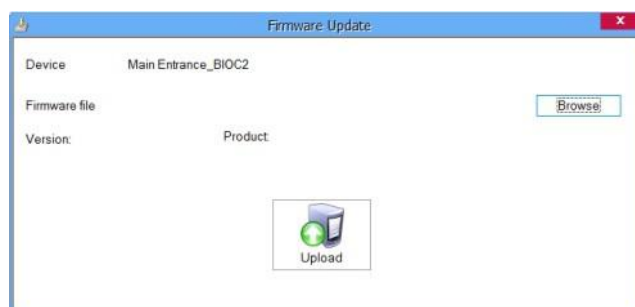 Firmware Update
x
Device Main Entrance_BIOC2
Firmware file Browse
Version: Product:
Upload